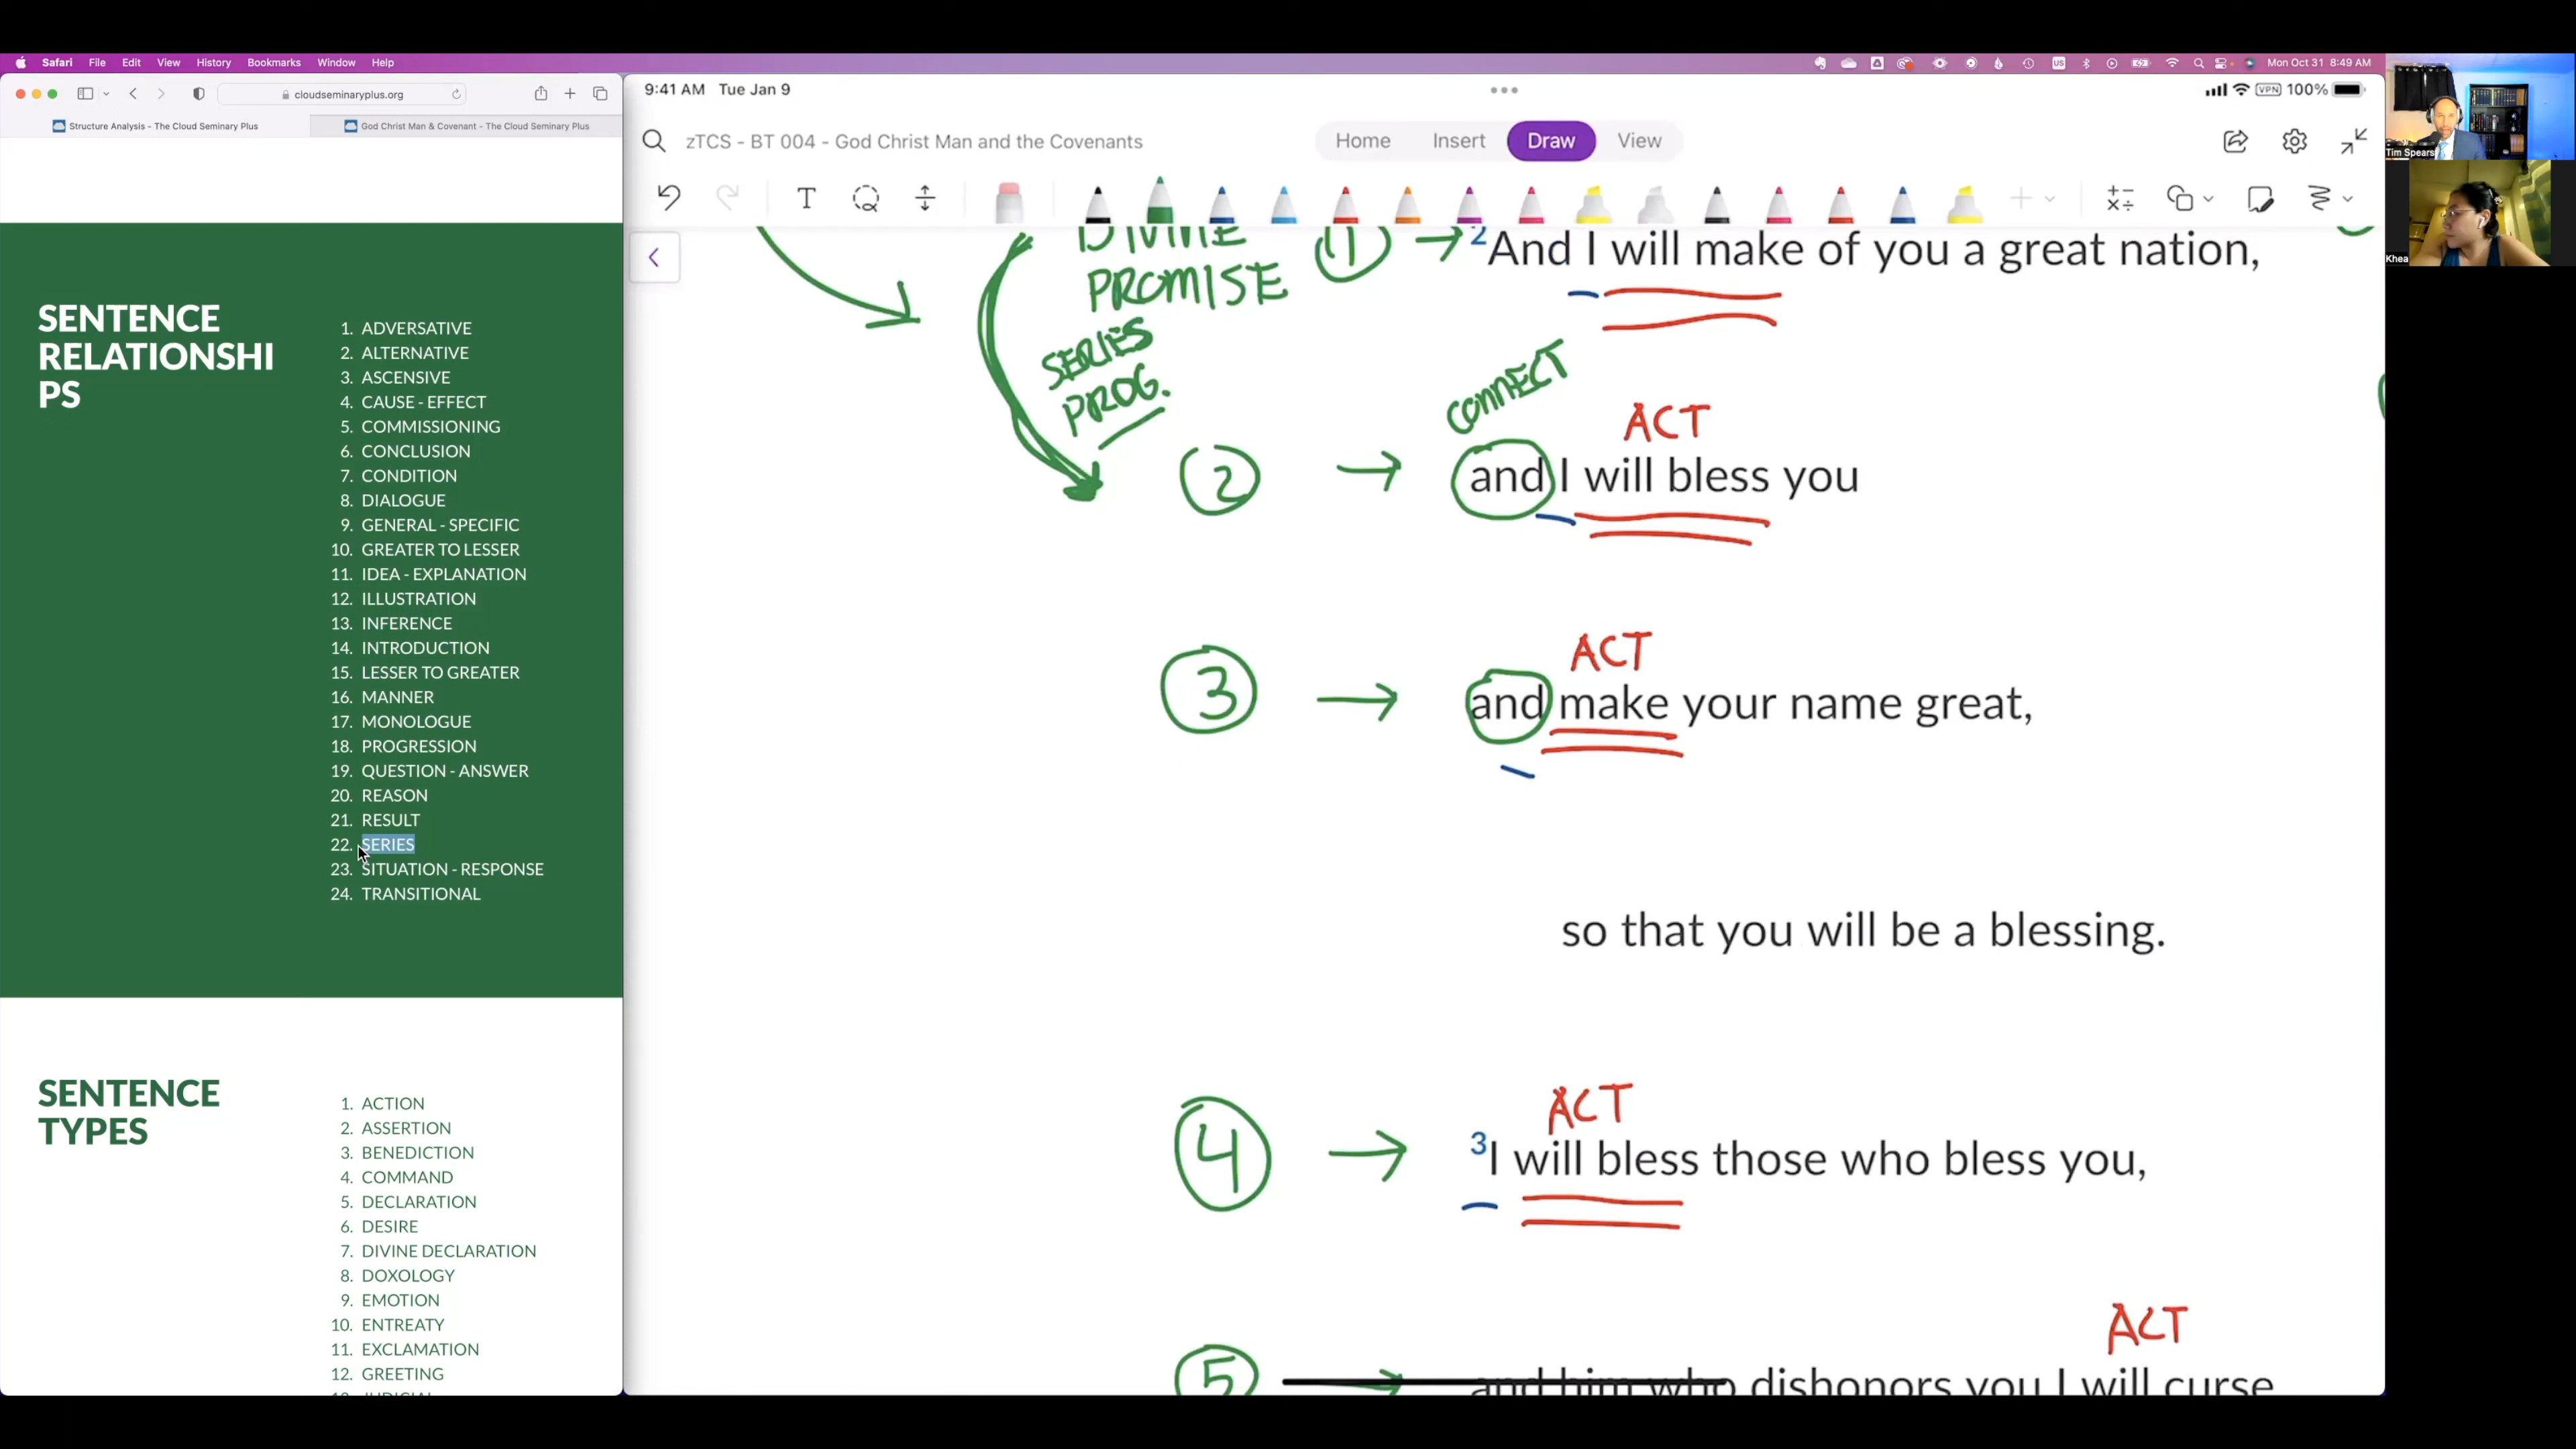 Safari File Edit View History Bookmarks Window Help
Mon Oct 31 8:49 AM
cloudseminaryplus.org
Structure Analysis - The Cloud Seminary Plus
God Christ Man & Covenant - The Cloud Seminary Plus
SENTENCE
RELATIONSHI
PS
1. ADVERSATIVE
2. ALTERNATIVE
3. ASCENSIVE
4. CAUSE - EFFECT
5. COMMISSIONING
6. CONCLUSION
7. CONDITION
8. DIALOGUE
9. GENERAL - SPECIFIC
10. GREATER TO LESSER
11. IDEA - EXPLANATION
12. ILLUSTRATION
13. INFERENCE
14. INTRODUCTION
15. LESSER TO GREATER
16. MANNER
17. MONOLOGUE
18. PROGRESSION
19. QUESTION - ANSWER
20. REASON
21. RESULT
22. SERIES
23. SITUATION - RESPONSE
24. TRANSITIONAL
SENTENCE
TYPES
1. ACTION
2. ASSERTION
3. BENEDICTION
4. COMMAND
5. DECLARATION
6. DESIRE
7. DIVINE DECLARATION
8. DOXOLOGY
9. EMOTION
10. ENTREATY
11. EXCLAMATION
12. GREETING
13. JUDICIAL
9:41 AM Tue Jan 9
VPN 100%
zTCS - BT 004 - God Christ Man and the Covenants
Home Insert Draw View
DIVINE
PROMISE
1 → 2And I will make of you a great nation,
SERIES
PROG.
CONNECT
ACT
2 → and I will bless you
ACT
3 → and make your name great,
so that you will be a blessing.
ACT
4 → 3I will bless those who bless you,
ACT
5 → and him who dishonors you I will curse
Tim Spears
Khea